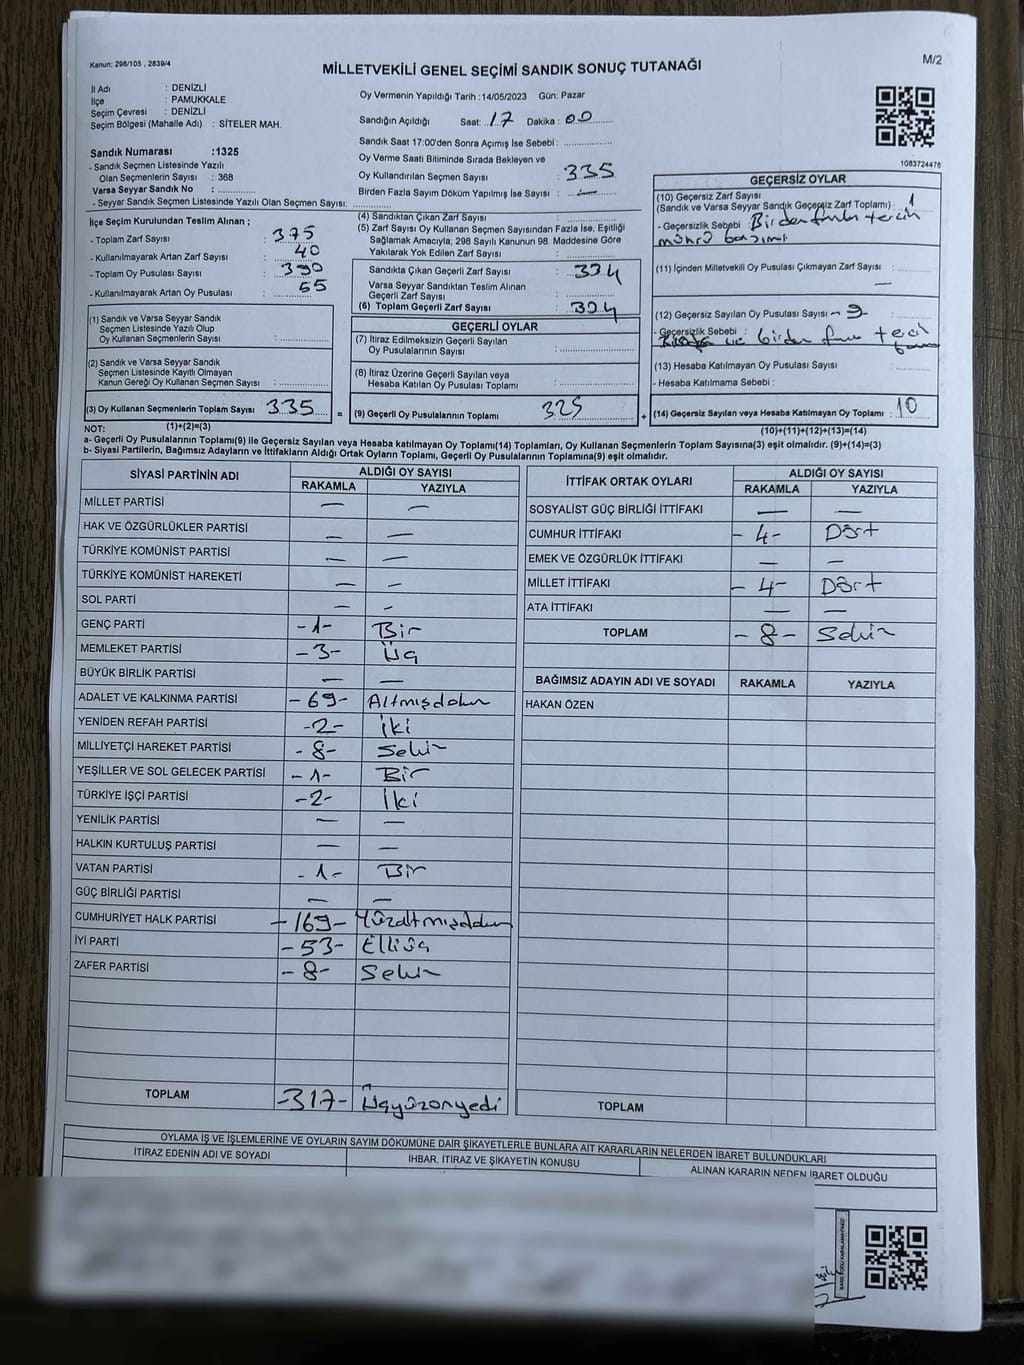 Kanun: 298/105 , 2839/4
M/2
MİLLETVEKİLİ GENEL SEÇİMİ SANDIK SONUÇ TUTANAĞI
İl Adı : DENİZLİ
İlçe : PAMUKKALE
Seçim Çevresi : DENİZLİ
Seçim Bölgesi (Mahalle Adı) : SİTELER MAH.
Sandık Numarası :1325
- Sandık Seçmen Listesinde Yazılı
Olan Seçmenlerin Sayısı : 368
Varsa Seyyar Sandık No :
- Seyyar Sandık Seçmen Listesinde Yazılı Olan Seçmen Sayısı:
Oy Vermenin Yapıldığı Tarih :14/05/2023 Gün: Pazar
Sandığın Açıldığı Saat: 17 Dakika : 00
Sandık Saat 17:00'den Sonra Açımış İse Sebebi :
Oy Verme Saati Bitiminde Sırada Bekleyen ve
Oy Kullandırılan Seçmen Sayısı : 335
Birden Fazla Sayım Döküm Yapılmış İse Sayısı : —
1083724478
İlçe Seçim Kurulundan Teslim Alınan ;
- Toplam Zarf Sayısı : 375
- Kullanılmayarak Artan Zarf Sayısı : 40
- Toplam Oy Pusulası Sayısı : 390
- Kullanılmayarak Artan Oy Pusulası : 55
(1) Sandık ve Varsa Seyyar Sandık
Seçmen Listesinde Yazılı Olup
Oy Kullanan Seçmenlerin Sayısı :
(2) Sandık ve Varsa Seyyar Sandık
Seçmen Listesinde Kayıtlı Olmayan
Kanun Gereği Oy Kullanan Seçmen Sayısı :
(3) Oy Kullanan Seçmenlerin Toplam Sayısı : 335
(4) Sandıktan Çıkan Zarf Sayısı :
(5) Zarf Sayısı Oy Kullanan Seçmen Sayısından Fazla İse, Eşitliği
Sağlamak Amacıyla, 298 Sayılı Kanunun 98. Maddesine Göre
Yakılarak Yok Edilen Zarf Sayısı :
Sandıkta Çıkan Geçerli Zarf Sayısı : 334
Varsa Seyyar Sandıktan Teslim Alınan
Geçerli Zarf Sayısı :
(6) Toplam Geçerli Zarf Sayısı : 334
GEÇERLİ OYLAR
(7) İtiraz Edilmeksizin Geçerli Sayılan
Oy Pusulalarının Sayısı :
(8) İtiraz Üzerine Geçerli Sayılan veya
Hesaba Katılan Oy Pusulası Toplamı :
= (9) Geçerli Oy Pusulalarının Toplamı : 325
GEÇERSİZ OYLAR
(10) Geçersiz Zarf Sayısı
(Sandık ve Varsa Seyyar Sandık Geçersiz Zarf Toplamı) : 1
- Geçersizlik Sebebi : Birden fazla tercih
mührü basımı
(11) İçinden Milletvekili Oy Pusulası Çıkmayan Zarf Sayısı :
—
(12) Geçersiz Sayılan Oy Pusulası Sayısı - 9-
- Geçersizlik Sebebi :
ve birden
(13) Hesaba Katılmayan Oy Pusulası Sayısı :
- Hesaba Katılmama Sebebi :
+ (14) Geçersiz Sayılan veya Hesaba Katılmayan Oy Toplamı : 10
NOT: (1)+(2)=(3)
(10)+(11)+(12)+(13)=(14)
a- Geçerli Oy Pusulalarının Toplamı(9) ile Geçersiz Sayılan veya Hesaba katılmayan Oy Toplamı(14) Toplamları, Oy Kullanan Seçmenlerin Toplam Sayısına(3) eşit olmalıdır. (9)+(14)=(3)
b- Siyasi Partilerin, Bağımsız Adayların ve İttifakların Aldığı Ortak Oyların Toplamı, Geçerli Oy Pusulalarının Toplamına(9) eşit olmalıdır.
SİYASİ PARTİNİN ADI ALDIĞI OY SAYISI
RAKAMLA YAZIYLA
MİLLET PARTİSİ — —
HAK VE ÖZGÜRLÜKLER PARTİSİ — —
TÜRKİYE KOMÜNİST PARTİSİ — —
TÜRKİYE KOMÜNİST HAREKETİ — —
SOL PARTİ — —
GENÇ PARTİ -1- Bir
MEMLEKET PARTİSİ -3- Üç
BÜYÜK BİRLİK PARTİSİ — —
ADALET VE KALKINMA PARTİSİ -69- Altmışdokuz
YENİDEN REFAH PARTİSİ -2- İki
MİLLİYETÇİ HAREKET PARTİSİ -8- Sekiz
YEŞİLLER VE SOL GELECEK PARTİSİ -1- Bir
TÜRKİYE İŞÇİ PARTİSİ -2- İki
YENİLİK PARTİSİ — —
HALKIN KURTULUŞ PARTİSİ — —
VATAN PARTİSİ -1- Bir
GÜÇ BİRLİĞİ PARTİSİ — —
CUMHURİYET HALK PARTİSİ -169- Yüzaltmışdokuz
İYİ PARTİ -53- Elliüç
ZAFER PARTİSİ -8- Sekiz
TOPLAM -317- Üçyüzonyedi
İTTİFAK ORTAK OYLARI ALDIĞI OY SAYISI
RAKAMLA YAZIYLA
SOSYALİST GÜÇ BİRLİĞİ İTTİFAKI — —
CUMHUR İTTİFAKI -4- Dört
EMEK VE ÖZGÜRLÜK İTTİFAKI — —
MİLLET İTTİFAKI -4- Dört
ATA İTTİFAKI — —
TOPLAM -8- Sekiz
BAĞIMSIZ ADAYIN ADI VE SOYADI RAKAMLA YAZIYLA
HAKAN ÖZEN
TOPLAM
OYLAMA İŞ VE İŞLEMLERİNE VE OYLARIN SAYIM DÖKÜMÜNE DAİR ŞİKAYETLERLE BUNLARA AİT KARARLARIN NELERDEN İBARET BULUNDUKLARI
İTİRAZ EDENİN ADI VE SOYADI İHBAR, İTİRAZ VE ŞİKAYETİN KONUSU ALINAN KARARIN NEDEN İBARET OLDUĞU